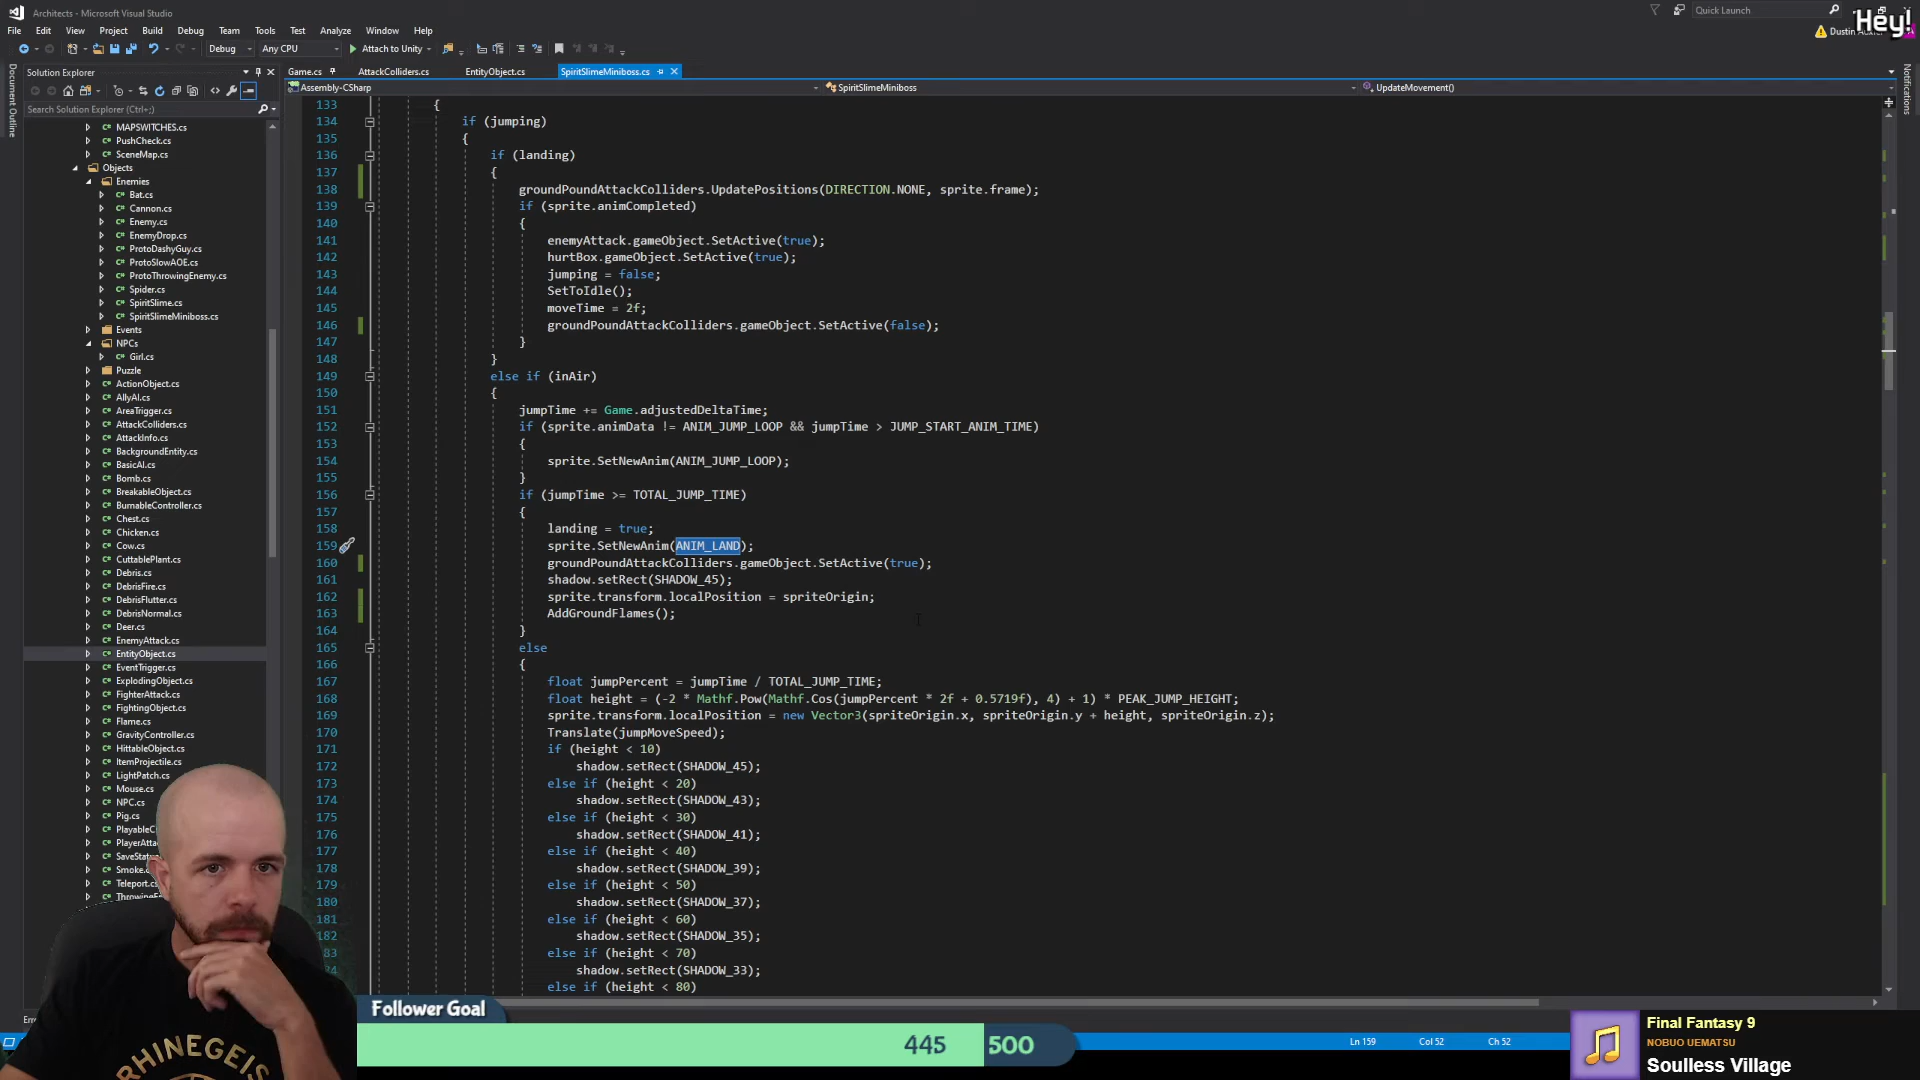 Architects - Microsoft Visual Studio
Quick Launch
Hey!
File Edit View Project Build Debug Team Tools Test Analyze Window Help
Debug Any CPU Attach to Unity
Solution Explorer
Game.cs AttackColliders.cs EntityObject.cs SpiritSlimeMiniboss.cs
Assembly-CSharp SpiritSlimeMiniboss UpdateMovement()
Search Solution Explorer (Ctrl+;)
Document Outline
Notifications
MAPSWITCHES.cs
PushCheck.cs
SceneMap.cs
Objects
Enemies
Bat.cs
Cannon.cs
Enemy.cs
EnemyDrop.cs
ProtoDashyGuy.cs
ProtoSlowAOE.cs
ProtoThrowingEnemy.cs
Spider.cs
SpiritSlime.cs
SpiritSlimeMiniboss.cs
Events
NPCs
Girl.cs
Puzzle
ActionObject.cs
AllyAI.cs
AreaTrigger.cs
AttackColliders.cs
AttackInfo.cs
BackgroundEntity.cs
BasicAI.cs
Bomb.cs
BreakableObject.cs
BurnableController.cs
Chest.cs
Chicken.cs
Cow.cs
CuttablePlant.cs
Debris.cs
DebrisFire.cs
DebrisFlutter.cs
DebrisNormal.cs
Deer.cs
EnemyAttack.cs
EntityObject.cs
EventTrigger.cs
ExplodingObject.cs
FighterAttack.cs
FightingObject.cs
Flame.cs
GravityController.cs
HittableObject.cs
ItemProjectile.cs
LightPatch.cs
Mouse.cs
NPC.cs
Pig.cs
133 {
134 if (jumping)
135 {
136 if (landing)
137 {
138 groundPoundAttackColliders.UpdatePositions(DIRECTION.NONE, sprite.frame);
139 if (sprite.animCompleted)
140 {
141 enemyAttack.gameObject.SetActive(true);
142 hurtBox.gameObject.SetActive(true);
143 jumping = false;
144 SetToIdle();
145 moveTime = 2f;
146 groundPoundAttackColliders.gameObject.SetActive(false);
147 }
148 }
149 else if (inAir)
150 {
151 jumpTime += Game.adjustedDeltaTime;
152 if (sprite.animData != ANIM_JUMP_LOOP && jumpTime > JUMP_START_ANIM_TIME)
153 {
154 sprite.SetNewAnim(ANIM_JUMP_LOOP);
155 }
156 if (jumpTime >= TOTAL_JUMP_TIME)
157 {
158 landing = true;
159 sprite.SetNewAnim(ANIM_LAND);
160 groundPoundAttackColliders.gameObject.SetActive(true);
161 shadow.setRect(SHADOW_45);
162 sprite.transform.localPosition = spriteOrigin;
163 AddGroundFlames();
164 }
165 else
166 {
167 float jumpPercent = jumpTime / TOTAL_JUMP_TIME;
168 float height = (-2 * Mathf.Pow(Mathf.Cos(jumpPercent * 2f + 0.5719f), 4) + 1) * PEAK_JUMP_HEIGHT;
169 sprite.transform.localPosition = new Vector3(spriteOrigin.x, spriteOrigin.y + height, spriteOrigin.z);
170 Translate(jumpMoveSpeed);
171 if (height < 10)
172 shadow.setRect(SHADOW_45);
173 else if (height < 20)
174 shadow.setRect(SHADOW_43);
175 else if (height < 30)
176 shadow.setRect(SHADOW_41);
177 else if (height < 40)
178 shadow.setRect(SHADOW_39);
179 else if (height < 50)
180 shadow.setRect(SHADOW_37);
181 else if (height < 60)
182 shadow.setRect(SHADOW_35);
else if (height < 70)
shadow.setRect(SHADOW_33);
else if (height < 80)
Follower Goal
445 500
Ln 159 Col 52 Ch 52
Final Fantasy 9
NOBUO UEMATSU
Soulless Village
RHINEGEIS